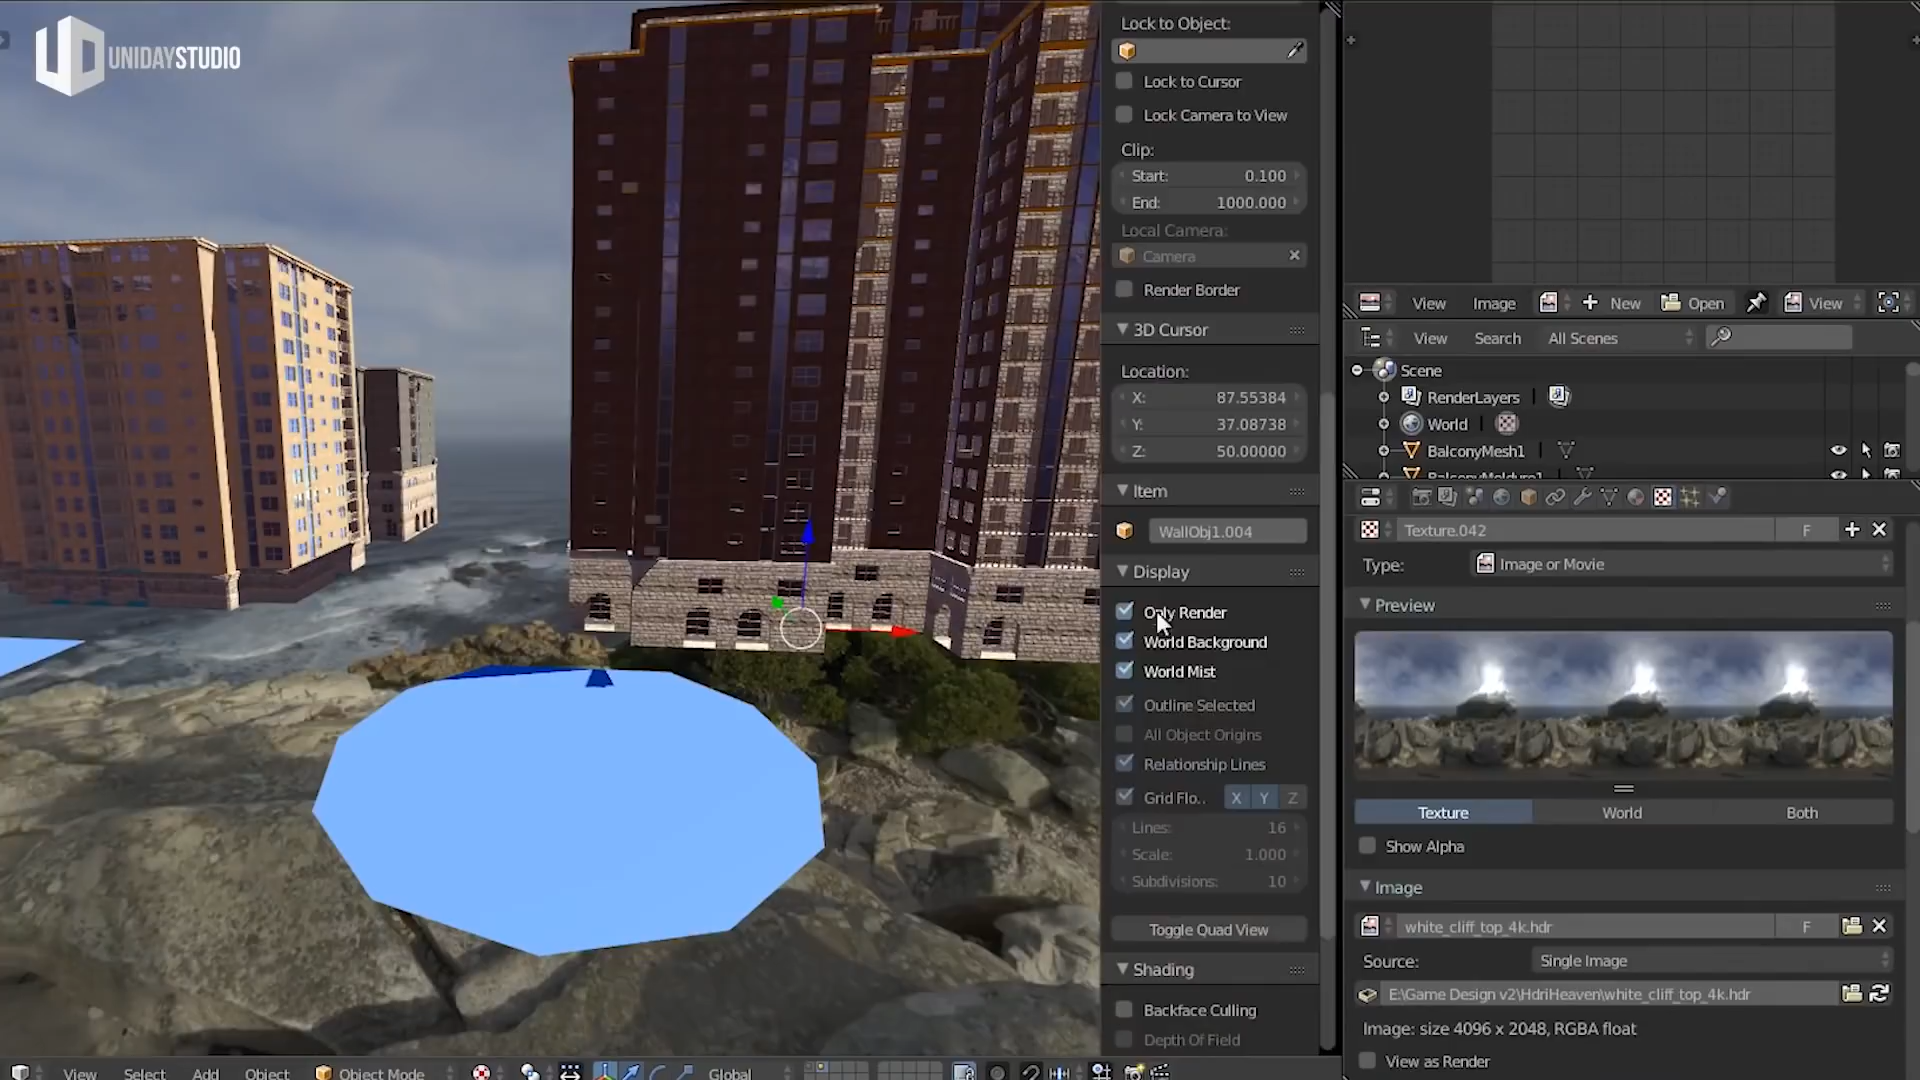 UNIDAYSTUDIO
Lock to Object:
Lock to Cursor
Lock Camera to View
Clip:
Start: 0.100
End: 1000.000
Local Camera:
Camera
Render Border
3D Cursor
Location:
X: 87.55384
Y: 37.08738
Z: 50.00000
Item
WallObj1.004
Display
Only Render
World Background
World Mist
Outline Selected
All Object Origins
Relationship Lines
Grid Flo.. X Y Z
Lines: 16
Scale: 1.000
Subdivisions: 10
Toggle Quad View
Shading
Backface Culling
Depth Of Field
View Image New Open View
View Search All Scenes
Scene
RenderLayers
World
BalconyMesh1
BalconyMoldure1
Texture.042 F
Type: Image or Movie
Preview
Texture World Both
Show Alpha
Image
white_cliff_top_4k.hdr F
Source: Single Image
E:\Game Design v2\HdriHeaven\white_cliff_top_4k.hdr
Image: size 4096 x 2048, RGBA float
View as Render
View Select Add Object Object Mode Global